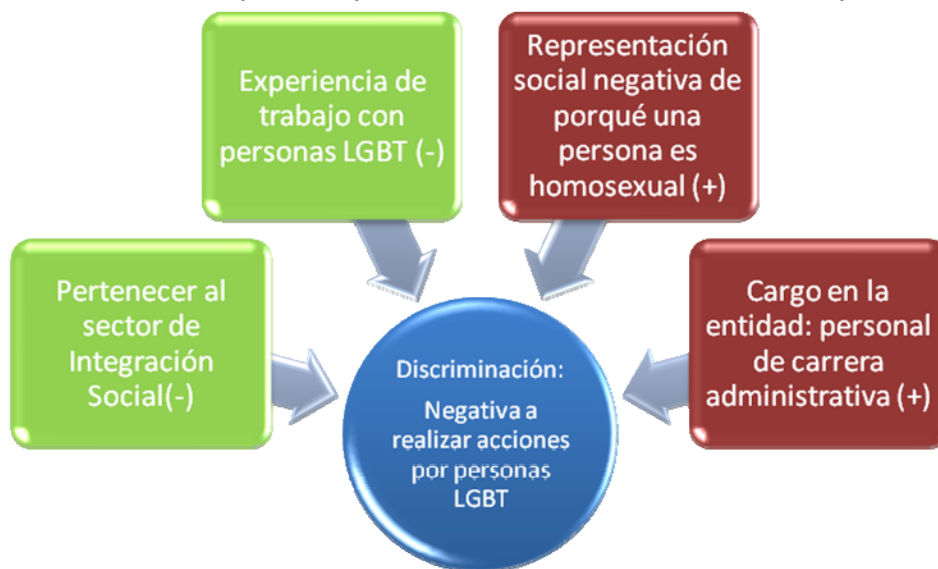 Experiencia de
trabajo con
personas LGBT (-)
Representación
social negativa de
porqué una
persona es
homosexual (+)
Pertenecer al
sector de
Integración
Social(-)
Cargo en la
entidad: personal
de carrera
administrativa (+)
Discriminación:
Negativa a
realizar acciones
por personas
LGBT